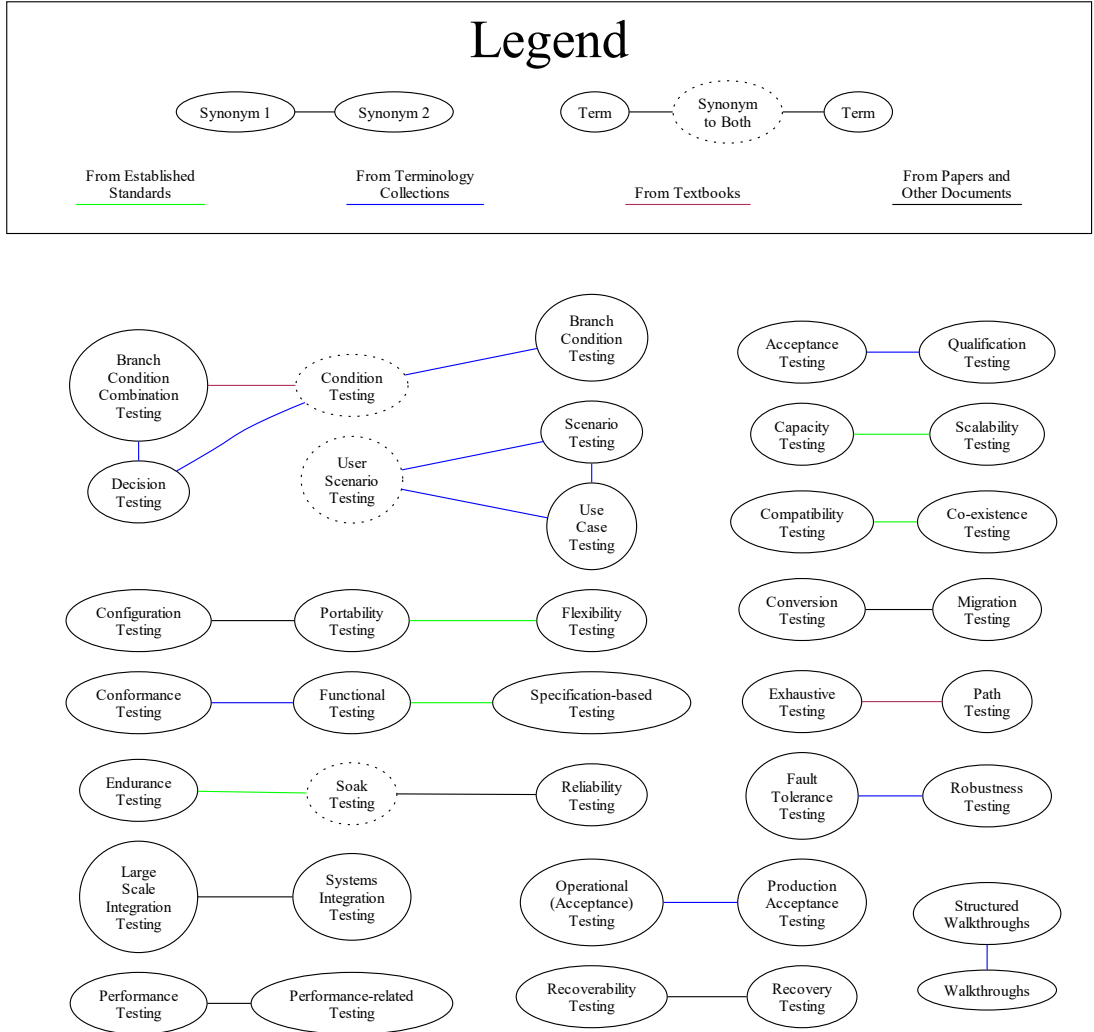 Legend
Synonym 1
Synonym 2
Term
Synonym
to Both
Term
From Established
Standards
From Terminology
Collections
From Textbooks
From Papers and
Other Documents
Branch
Condition
Combination
Testing
Condition
Testing
Branch
Condition
Testing
Decision
Testing
User
Scenario
Testing
Scenario
Testing
Use
Case
Testing
Acceptance
Testing
Qualification
Testing
Capacity
Testing
Scalability
Testing
Compatibility
Testing
Co-existence
Testing
Configuration
Testing
Portability
Testing
Flexibility
Testing
Conversion
Testing
Migration
Testing
Conformance
Testing
Functional
Testing
Specification-based
Testing
Exhaustive
Testing
Path
Testing
Endurance
Testing
Soak
Testing
Reliability
Testing
Fault
Tolerance
Testing
Robustness
Testing
Large
Scale
Integration
Testing
Systems
Integration
Testing
Operational
(Acceptance)
Testing
Production
Acceptance
Testing
Structured
Walkthroughs
Walkthroughs
Performance
Testing
Performance-related
Testing
Recoverability
Testing
Recovery
Testing